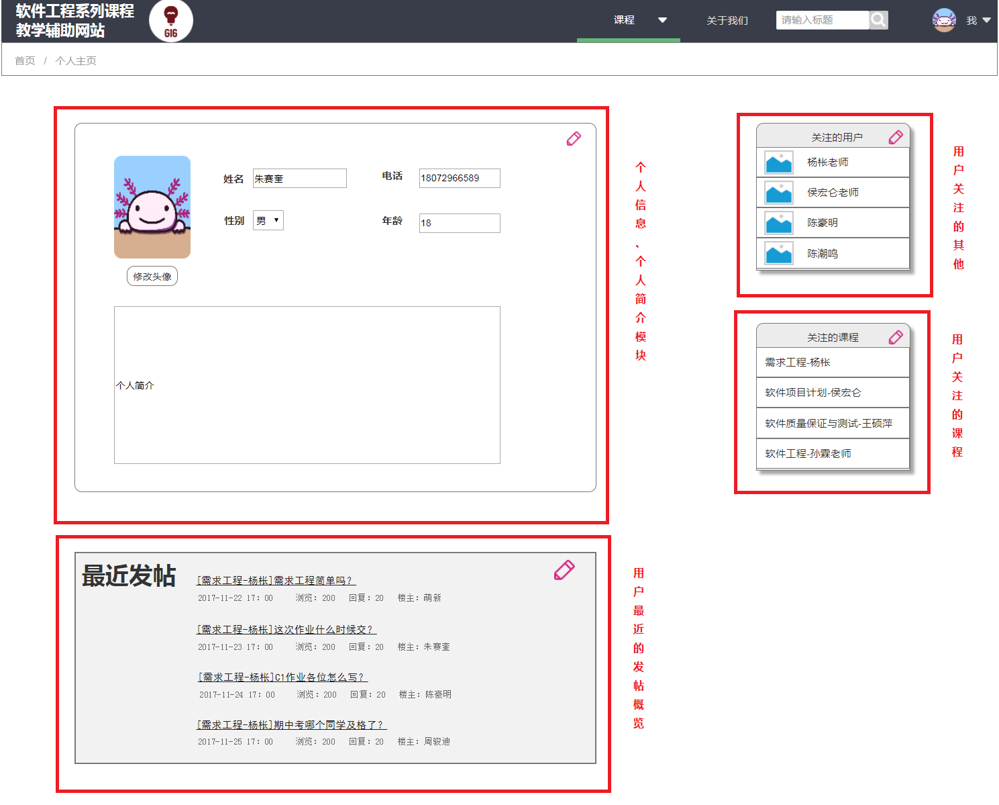 软件工程系列课程
教学辅助网站
G16
课程
关于我们
请输入标题
我
首页 / 个人主页
姓名 朱赛奎
电话 18072966589
性别 男
年龄 18
修改头像
个人简介
个人信息、个人简介模块
关注的用户
杨枨老师
侯宏仑老师
陈豪明
陈潮鸣
用户关注的其他
关注的课程
需求工程-杨枨
软件项目计划-侯宏仑
软件质量保证与测试-王硕萍
软件工程-孙霖老师
用户关注的课程
最近发帖
[需求工程-杨枨]需求工程简单吗?
2017-11-22 17: 00 浏览: 200 回复: 20 楼主: 萌新
[需求工程-杨枨]这次作业什么时候交?
2017-11-23 17: 00 浏览: 200 回复: 20 楼主: 朱赛奎
[需求工程-杨枨]C1作业各位怎么写?
2017-11-24 17: 00 浏览: 200 回复: 20 楼主: 陈豪明
[需求工程-杨枨]期中考哪个同学及格了?
2017-11-25 17: 00 浏览: 200 回复: 20 楼主: 周骏迪
用户最近的发帖概览